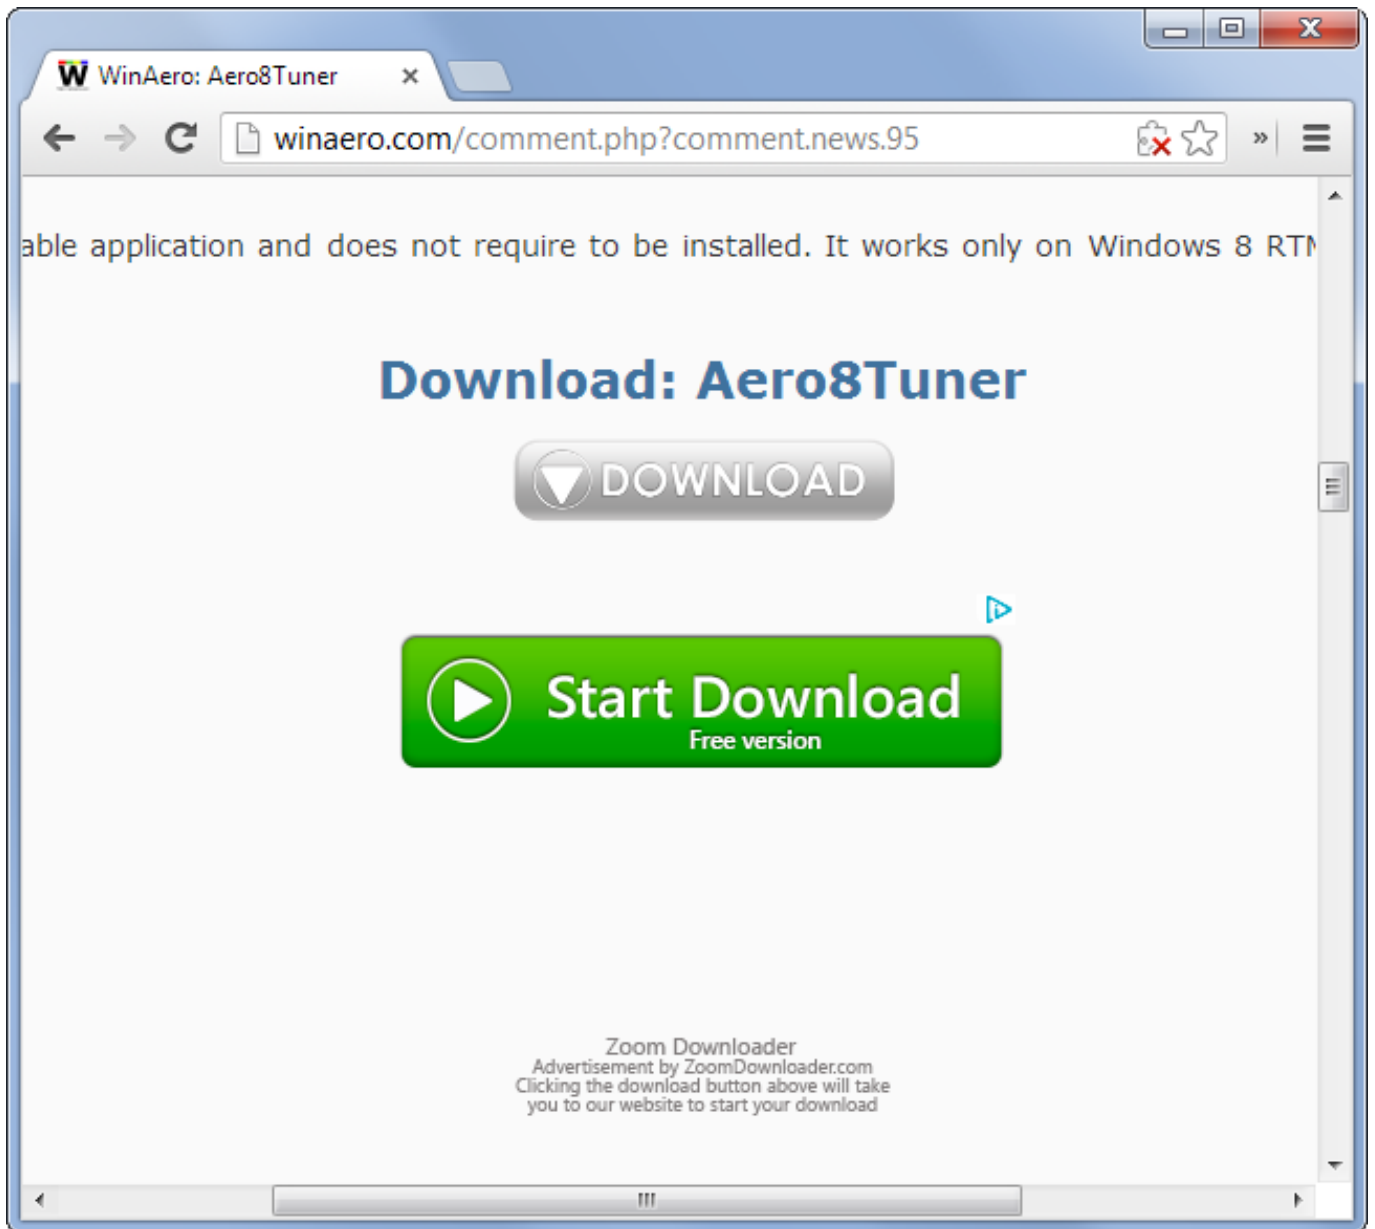 WinAero: Aero8Tuner
winaero.com/comment.php?comment.news.95
able application and does not require to be installed. It works only on Windows 8
Download: Aero8Tuner
DOWNLOAD
Start Download
Free version
Zoom Downloader
Advertisement by ZoomDownloader.com
Clicking the download button above will take
you to our website to start your download